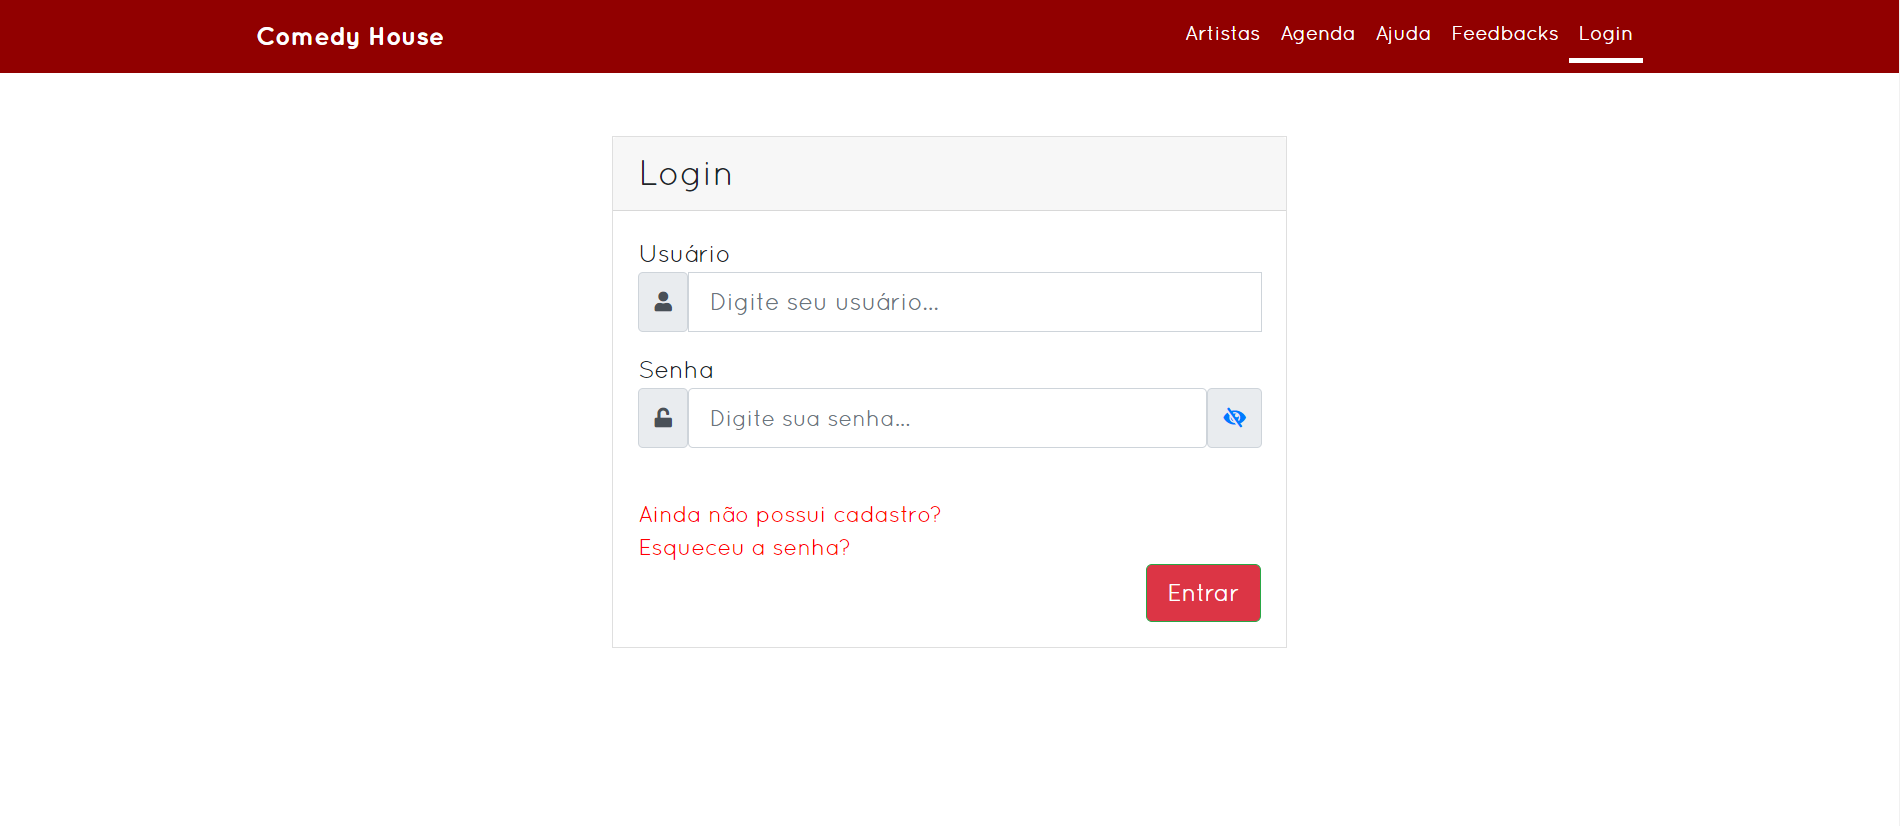 Comedy House
Artistas Agenda Ajuda Feedbacks Login
Login
Usuário
Digite seu usuário...
Senha
Digite sua senha...
Ainda não possui cadastro?
Esqueceu a senha?
Entrar